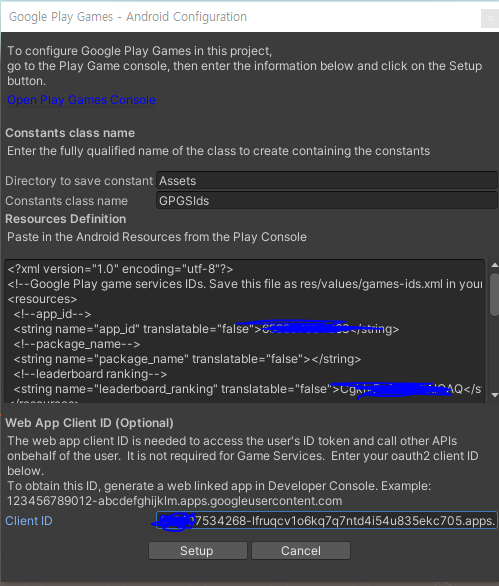 Google Play Games - Android Configuration
To configure Google Play Games in this project,
go to the Play Game console, then enter the information below and click on the Setup
button.
Open Play Games Console
Constants class name
Enter the fully qualified name of the class to create containing the constants
Directory to save constant Assets
Constants class name GPGSIds
Resources Definition
Paste in the Android Resources from the Play Console
<?xml version="1.0" encoding="utf-8"?>
<!--Google Play game services IDs. Save this file as res/values/games-ids.xml in your
<resources>
<!--app_id-->
<string name="app_id" translatable="false"></string>
<!--package_name-->
<string name="package_name" translatable="false"></string>
<!--leaderboard ranking-->
<string name="leaderboard_ranking" translatable="false"></s
</resources>
Web App Client ID (Optional)
The web app client ID is needed to access the user's ID token and call other APIs
onbehalf of the user. It is not required for Game Services. Enter your oauth2 client ID
below.
To obtain this ID, generate a web linked app in Developer Console. Example:
123456789012-abcdefghijklm.apps.googleusercontent.com
Client ID 7534268-lfruqcv1o6kq7q7ntd4i54u835ekc705.apps.
Setup Cancel